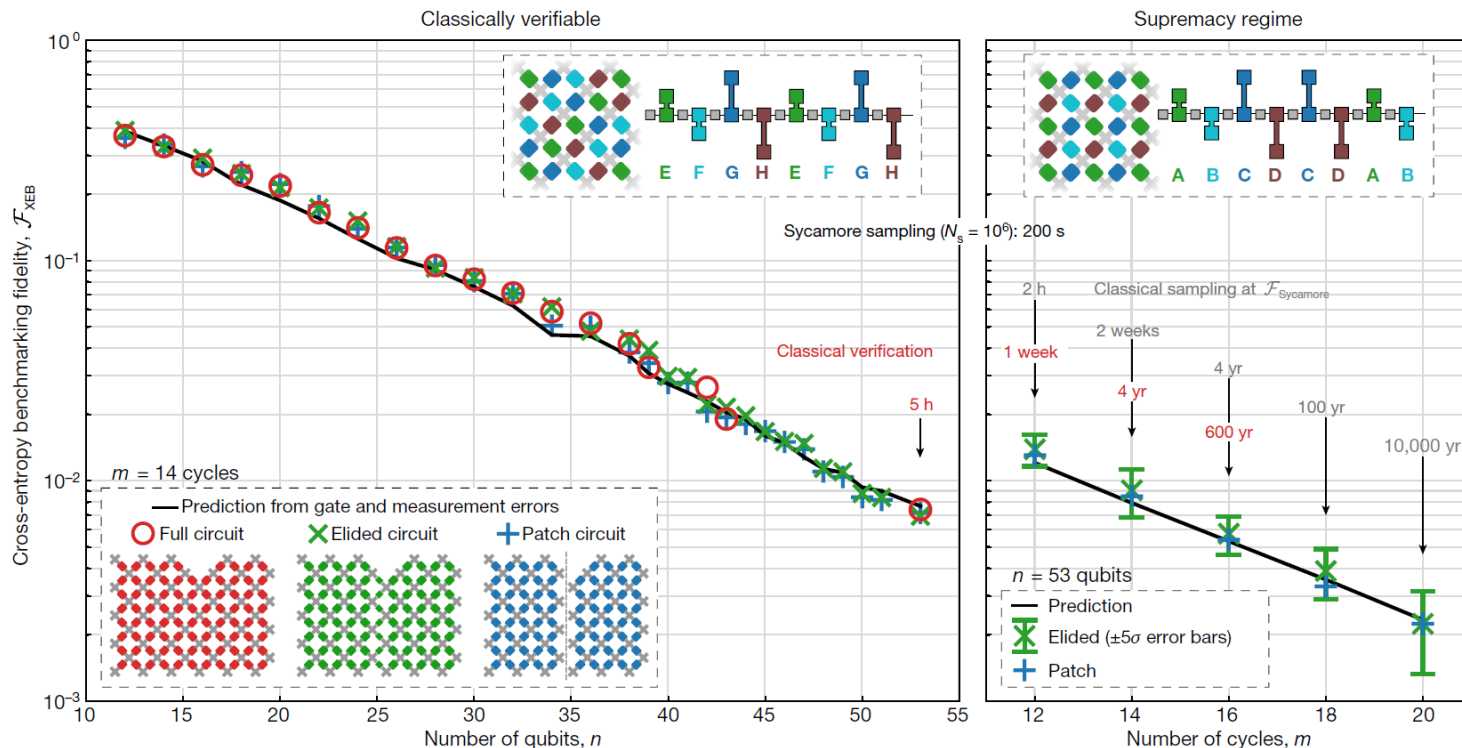 Classically verifiable
Supremacy regime
Cross-entropy benchmarking fidelity, ℱXEB
10⁰
10⁻¹
10⁻²
10⁻³
E F G H E F G H
A B C D C D A B
Sycamore sampling (Nₛ = 10⁶): 200 s
2 h
Classical sampling at ℱSycamore
2 weeks
Classical verification
1 week
4 yr
5 h
4 yr
600 yr
100 yr
10,000 yr
m = 14 cycles
Prediction from gate and measurement errors
Full circuit
Elided circuit
Patch circuit
n = 53 qubits
Prediction
Elided (±5σ error bars)
Patch
10 15 20 25 30 35 40 45 50 55
12 14 16 18 20
Number of qubits, n
Number of cycles, m